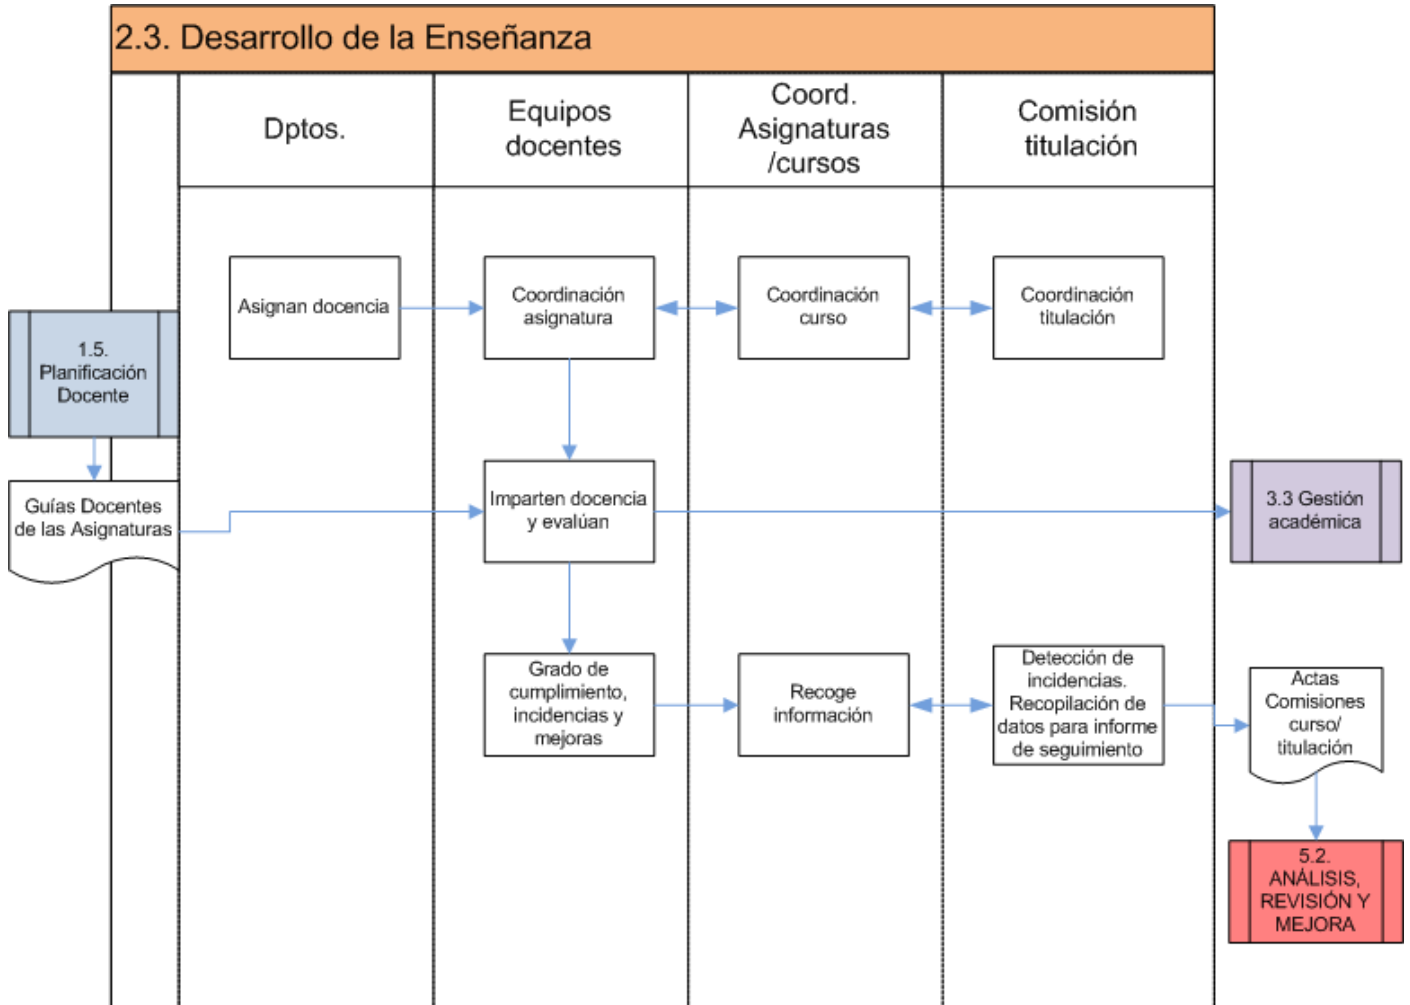 2.3. Desarrollo de la Enseñanza
Dptos.
Equipos
docentes
Coord.
Asignaturas
/cursos
Comisión
titulación
Asignan docencia
Coordinación
asignatura
Coordinación
curso
Coordinación
titulación
1.5.
Planificación
Docente
Guías Docentes
de las Asignaturas
Imparten docencia
y evalúan
3.3 Gestión
académica
Grado de
cumplimiento,
incidencias y
mejoras
Recoge
información
Detección de
incidencias.
Recopilación de
datos para informe
de seguimiento
Actas
Comisiones
curso/
titulación
5.2.
ANÁLISIS,
REVISIÓN Y
MEJORA